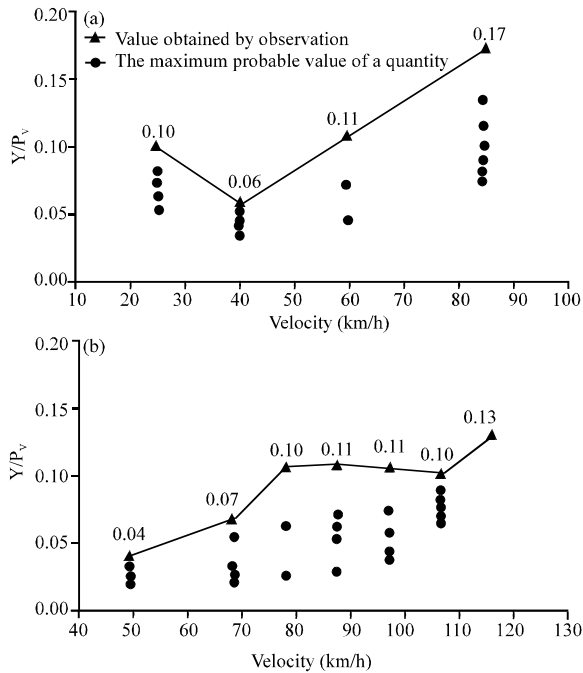 (a)
Value obtained by observation
The maximum probable value of a quantity
0.20
0.15
0.10
0.05
0.00
Y/Pv
0.10
0.06
0.11
0.17
10 20 30 40 50 60 70 80 90 100
Velocity (km/h)
(b)
0.20
0.15
0.10
0.05
0.00
Y/Pv
0.04
0.07
0.10
0.11
0.11
0.10
0.13
40 50 60 70 80 90 100 110 120 130
Velocity (km/h)